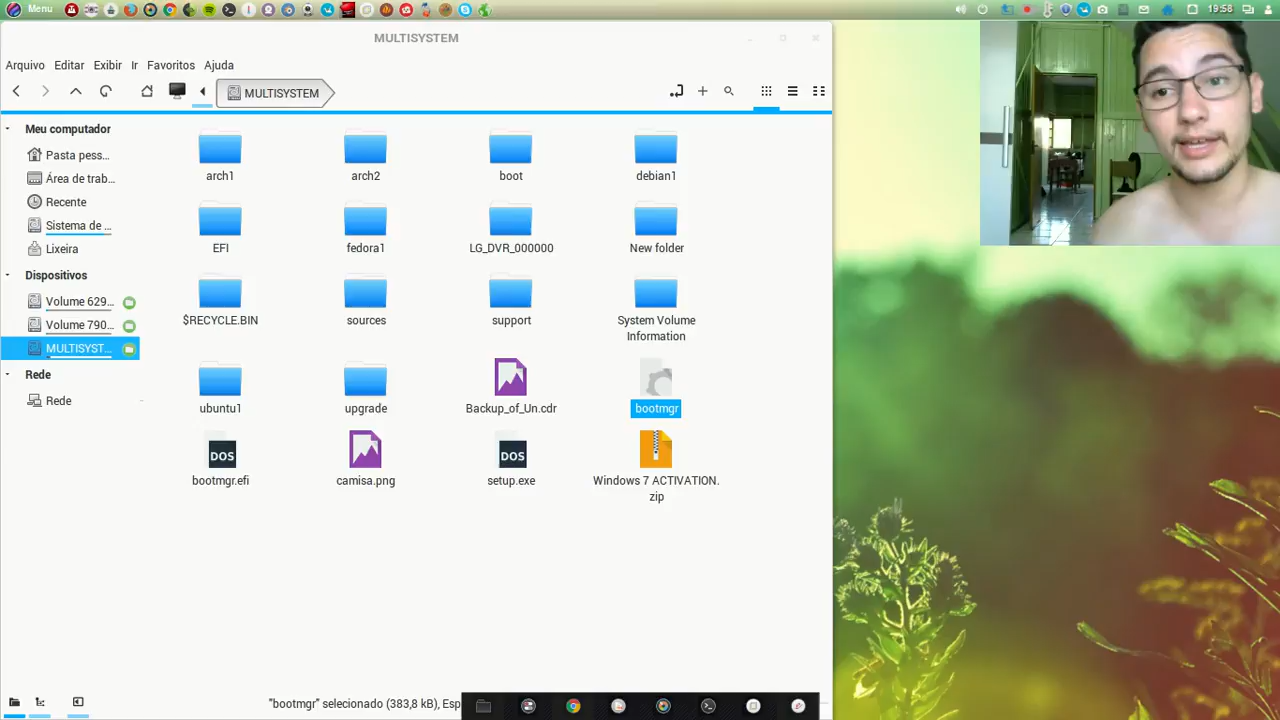 Menu
19:58
MULTISYSTEM
Arquivo Editar Exibir Ir Favoritos Ajuda
MULTISYSTEM
Meu computador
Pasta pess...
Área de trab...
Recente
Sistema de ...
Lixeira
Dispositivos
Volume 629...
Volume 790...
MULTISYST...
Rede
Rede
arch1 arch2 boot debian1
EFI fedora1 LG_DVR_000000 New folder
$RECYCLE.BIN sources support System Volume
Information
ubuntu1 upgrade Backup_of_Un.cdr bootmgr
DOS DOS
bootmgr.efi camisa.png setup.exe Windows 7 ACTIVATION.
zip
"bootmgr" selecionado (383,8 kB), Esp